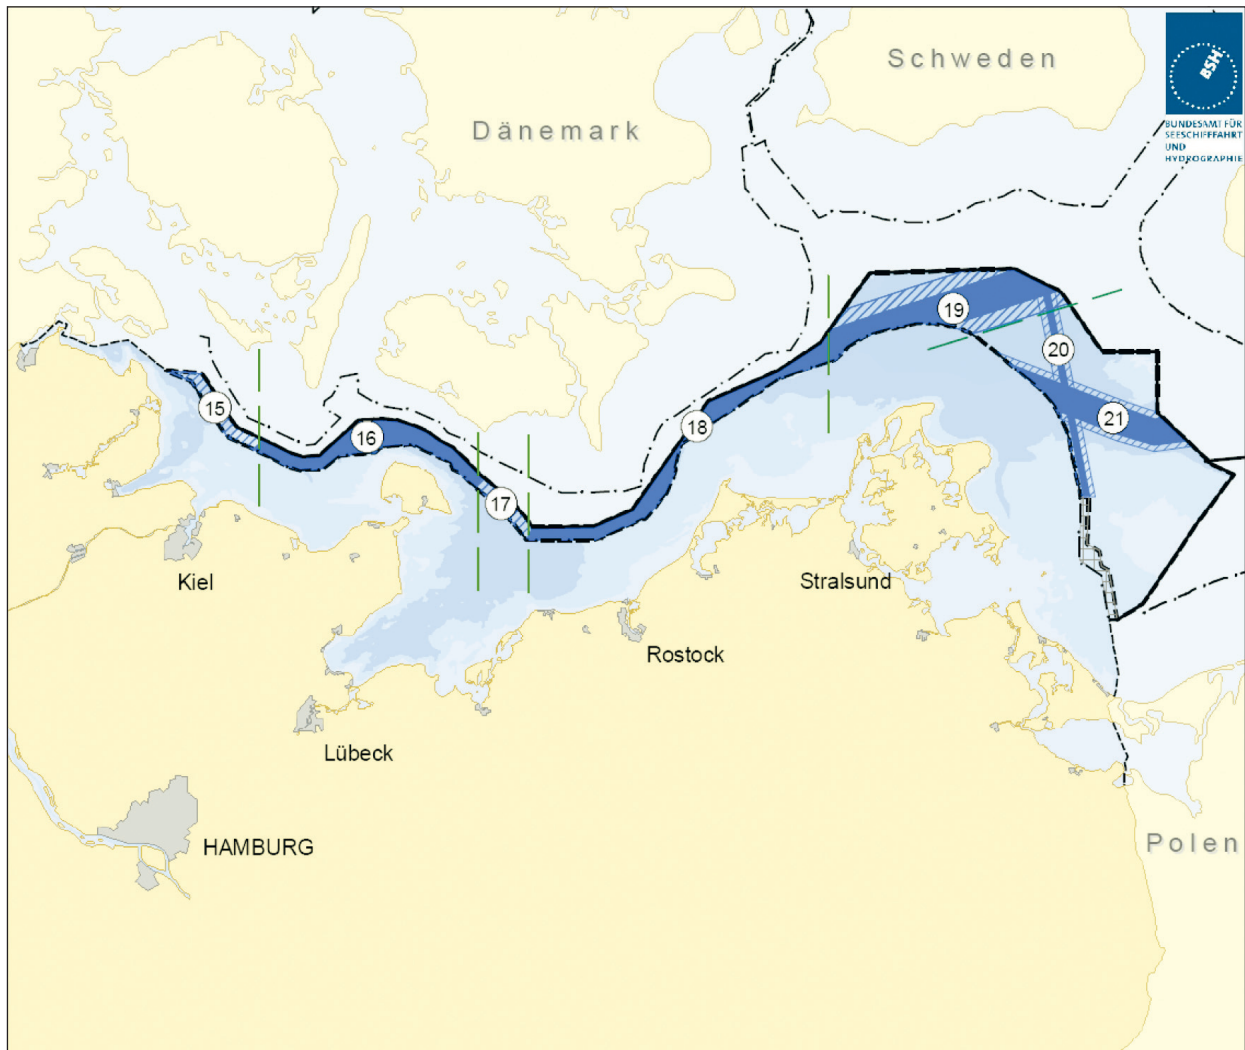 Schweden
BSH
BUNDESAMT FÜR
SEESCHIFFFAHRT
UND
HYDROGRAPHIE
Dänemark
19
20
15
21
16
18
17
Kiel
Stralsund
Rostock
Lübeck
HAMBURG
Polen